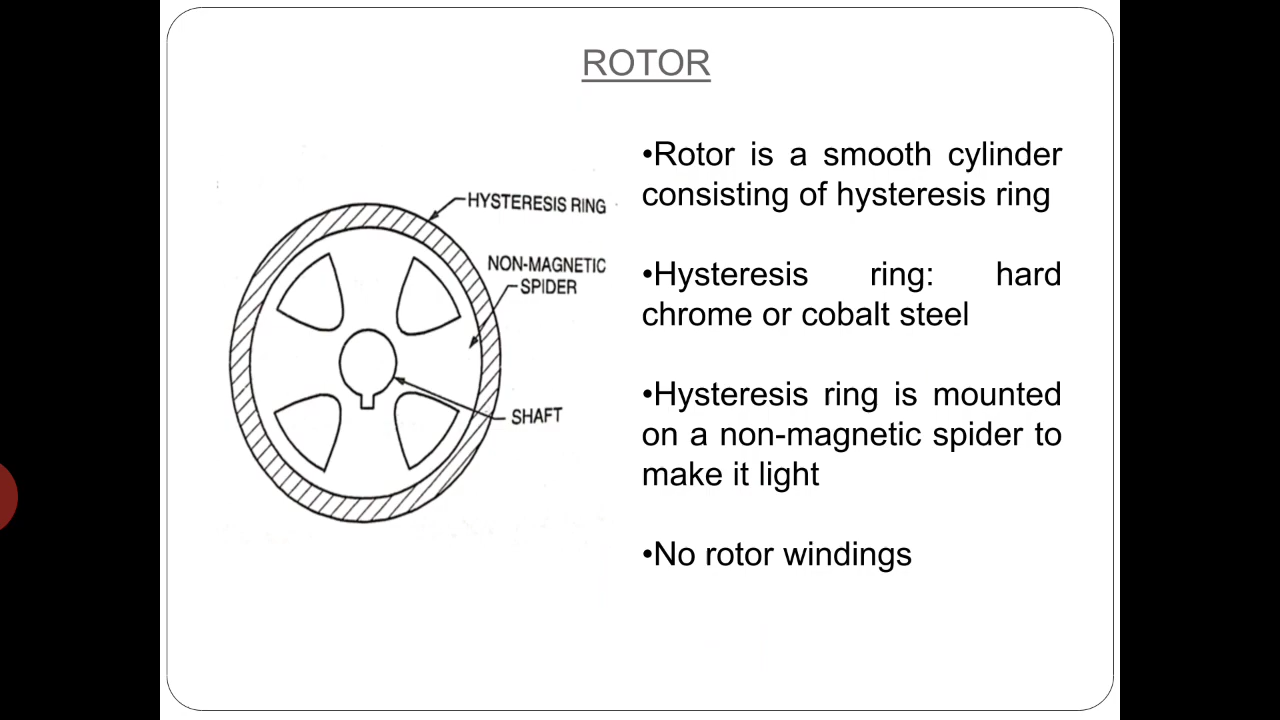 ROTOR
HYSTERESIS RING
NON-MAGNETIC
SPIDER
SHAFT
•Rotor is a smooth cylinder
consisting of hysteresis ring
•Hysteresis ring: hard
chrome or cobalt steel
•Hysteresis ring is mounted
on a non-magnetic spider to
make it light
•No rotor windings